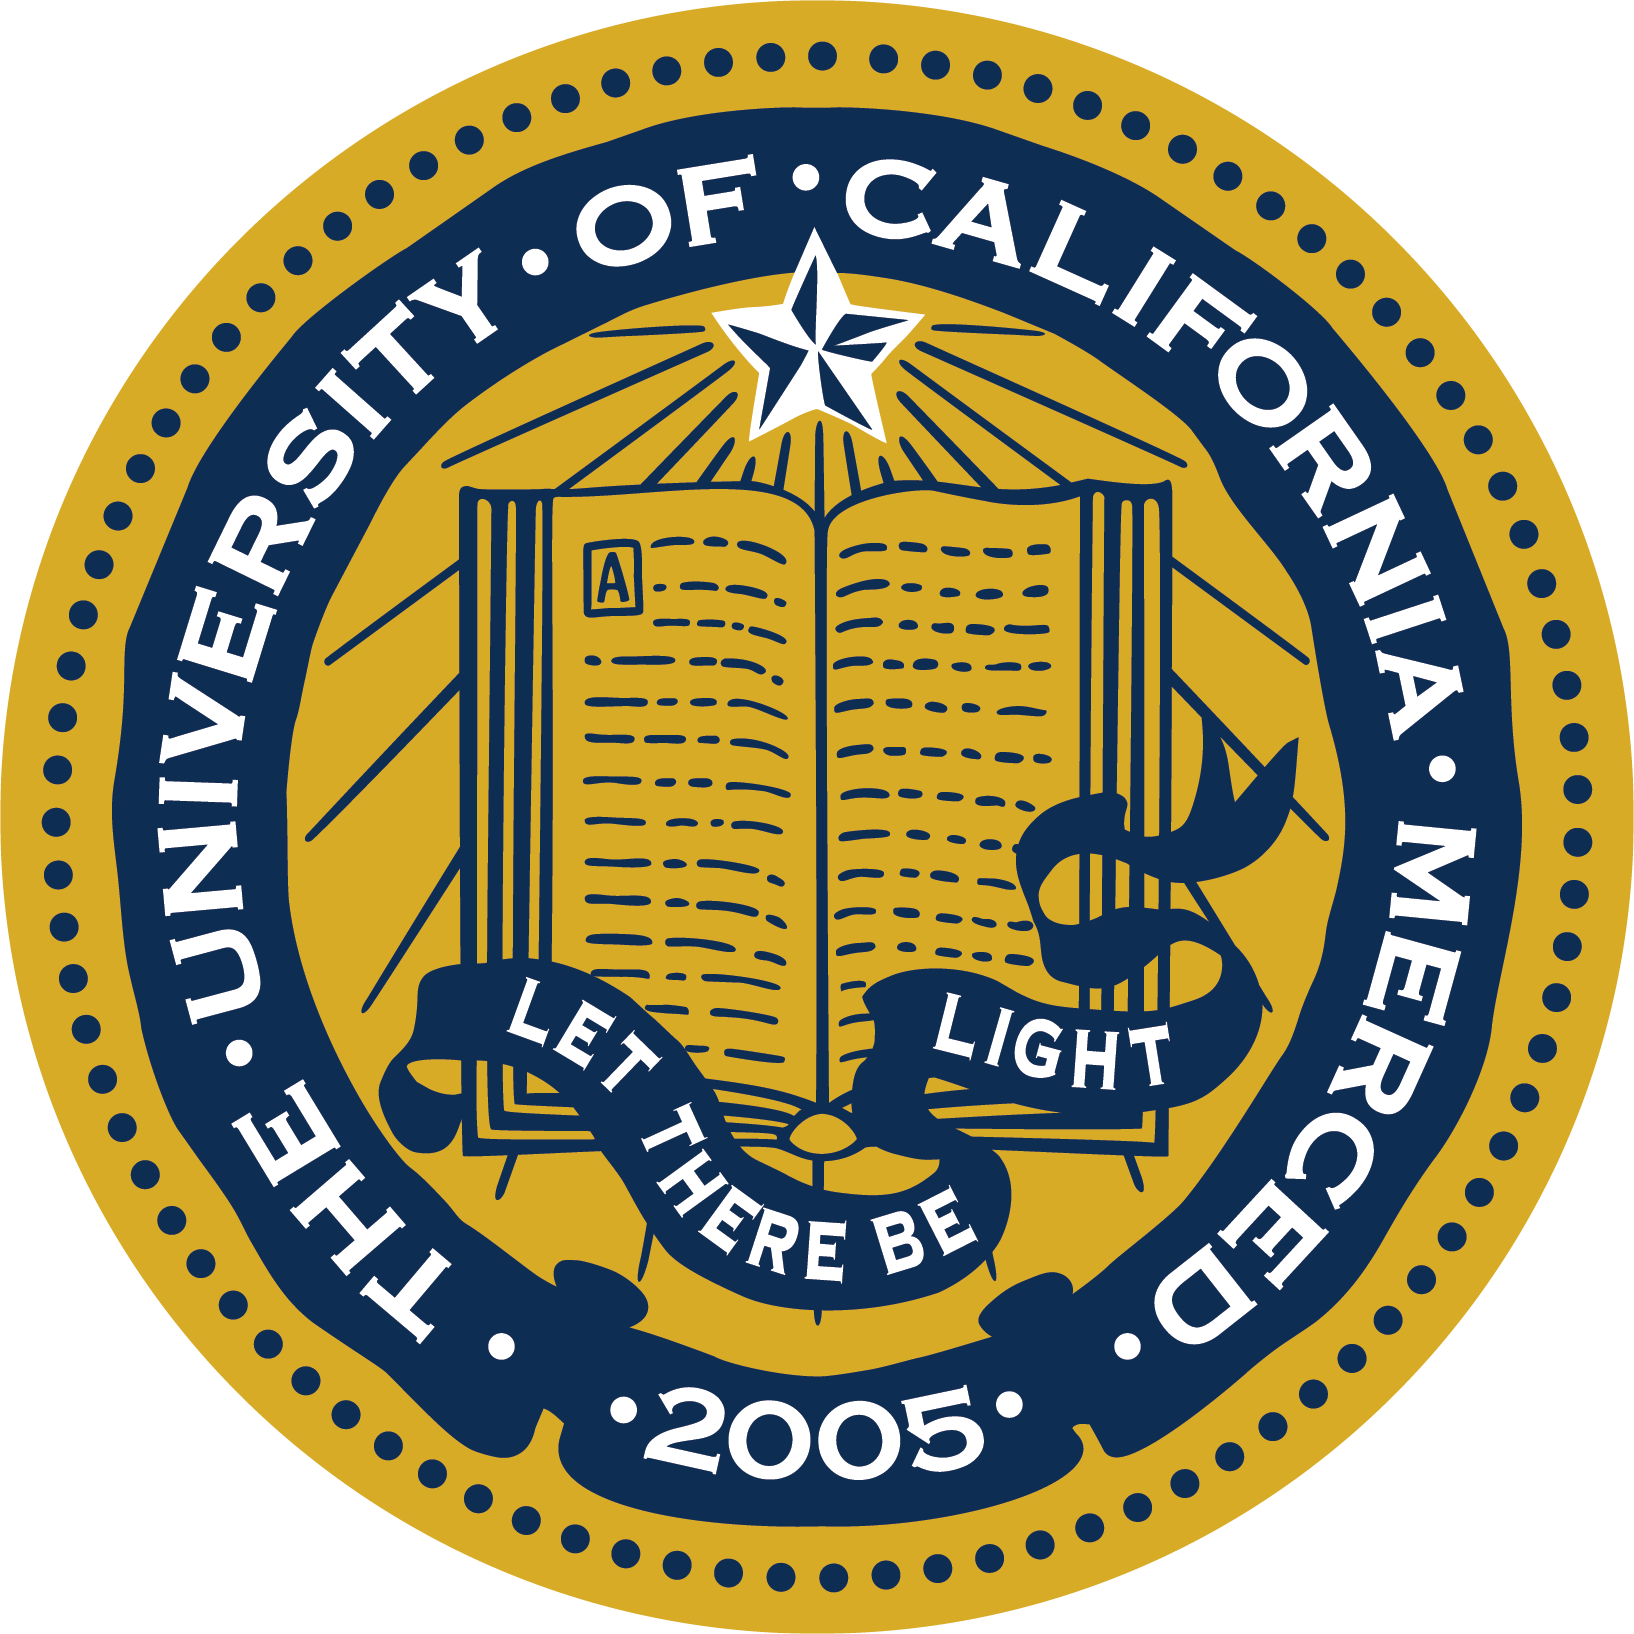 ·THE·UNIVERSITY·OF·CALIFORNIA·MERCED·
A
LET THERE BE LIGHT
·2005·